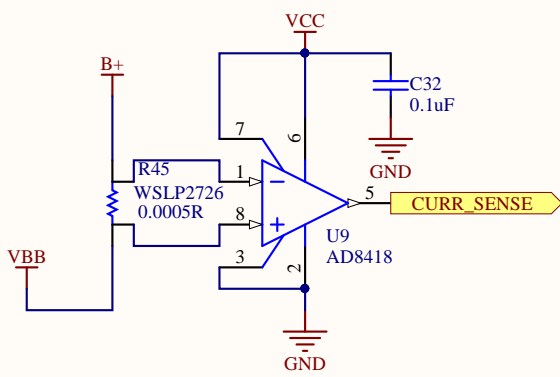 VCC
B+
C32
0.1uF
7
6
GND
R45
WSLP2726
0.0005R
1
8
5
CURR_SENSE
U9
AD8418
VBB
3
2
GND